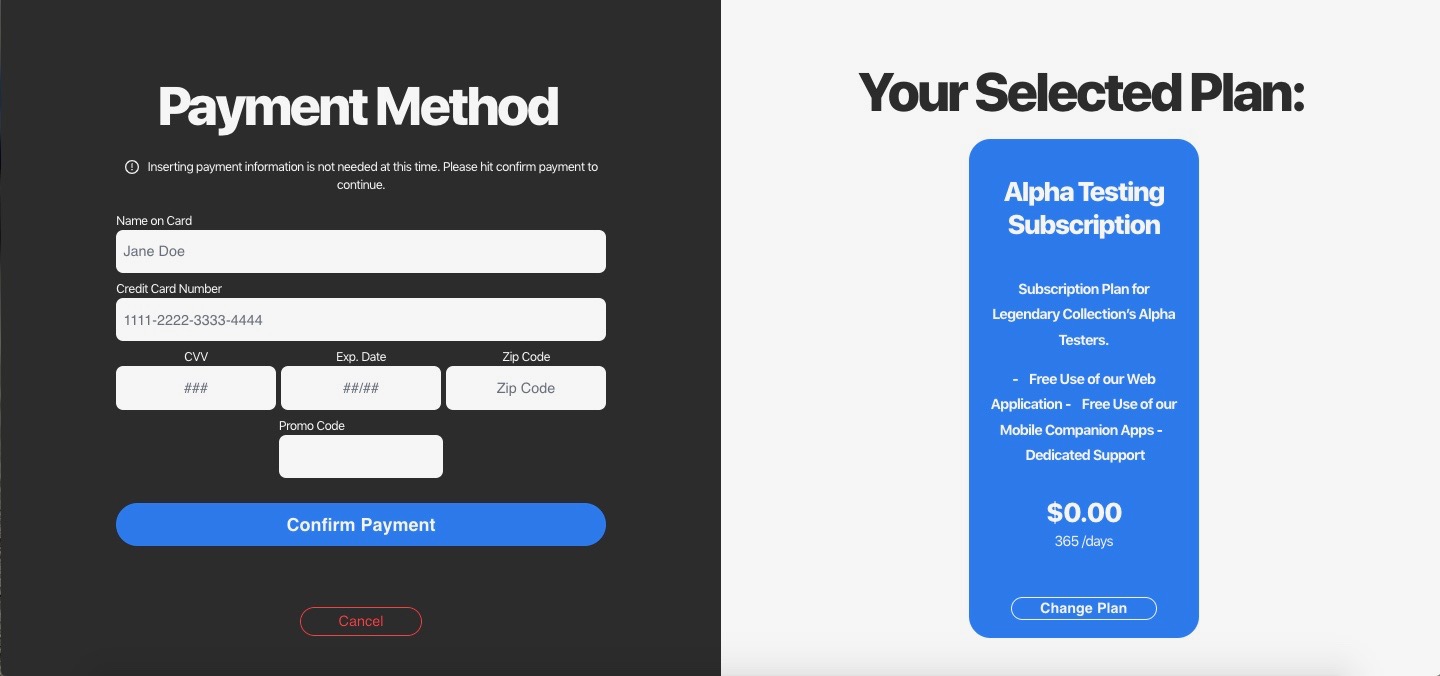 Payment Method
Inserting payment information is not needed at this time. Please hit confirm payment to
continue.
Name on Card
Jane Doe
Credit Card Number
1111-2222-3333-4444
CVV Exp. Date Zip Code
### ##/## Zip Code
Promo Code
Confirm Payment
Cancel
Your Selected Plan:
Alpha Testing
Subscription
Subscription Plan for
Legendary Collection's Alpha
Testers.
- Free Use of our Web
Application - Free Use of our
Mobile Companion Apps -
Dedicated Support
$0.00
365 /days
Change Plan